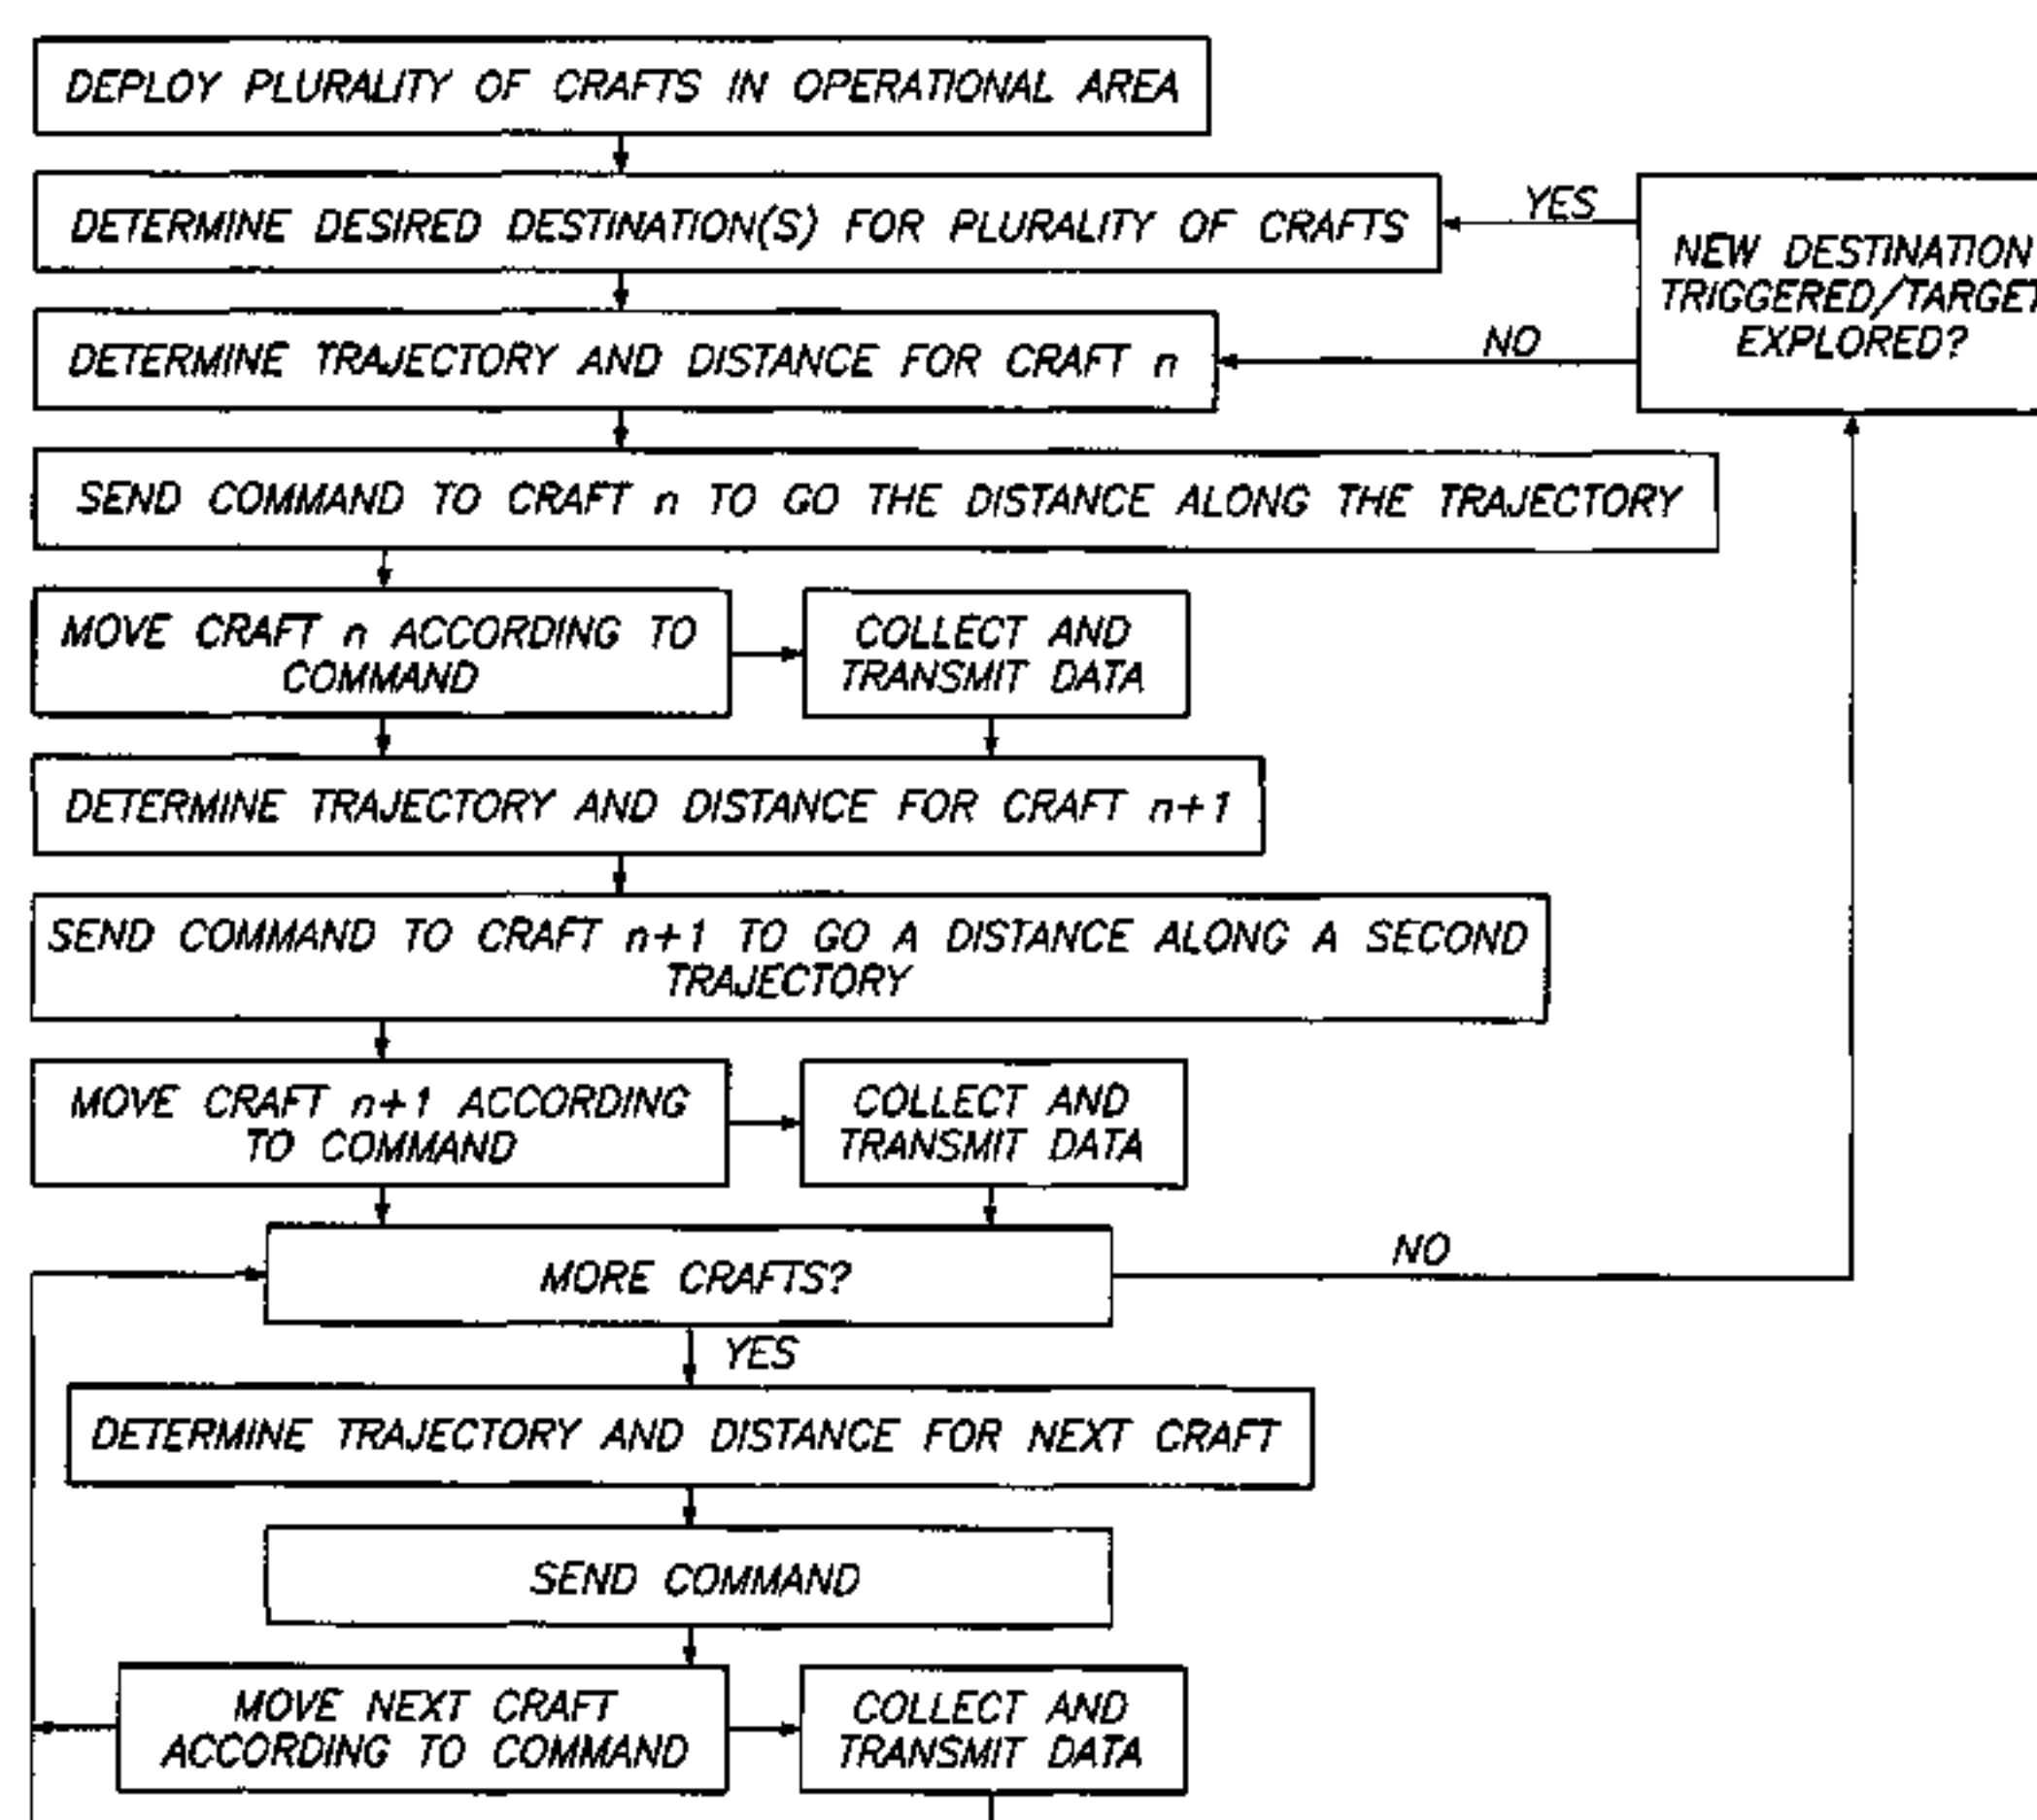 DEPLOY PLURALITY OF CRAFTS IN OPERATIONAL AREA
DETERMINE DESIRED DESTINATION(S) FOR PLURALITY OF CRAFTS
YES
NEW DESTINATION
TRIGGERED/TARGET
EXPLORED?
DETERMINE TRAJECTORY AND DISTANCE FOR CRAFT n
NO
SEND COMMAND TO CRAFT n TO GO THE DISTANCE ALONG THE TRAJECTORY
MOVE CRAFT n ACCORDING TO
COMMAND
COLLECT AND
TRANSMIT DATA
DETERMINE TRAJECTORY AND DISTANCE FOR CRAFT n+1
SEND COMMAND TO CRAFT n+1 TO GO A DISTANCE ALONG A SECOND
TRAJECTORY
MOVE CRAFT n+1 ACCORDING
TO COMMAND
COLLECT AND
TRANSMIT DATA
MORE CRAFTS?
NO
YES
DETERMINE TRAJECTORY AND DISTANCE FOR NEXT CRAFT
SEND COMMAND
MOVE NEXT CRAFT
ACCORDING TO COMMAND
COLLECT AND
TRANSMIT DATA